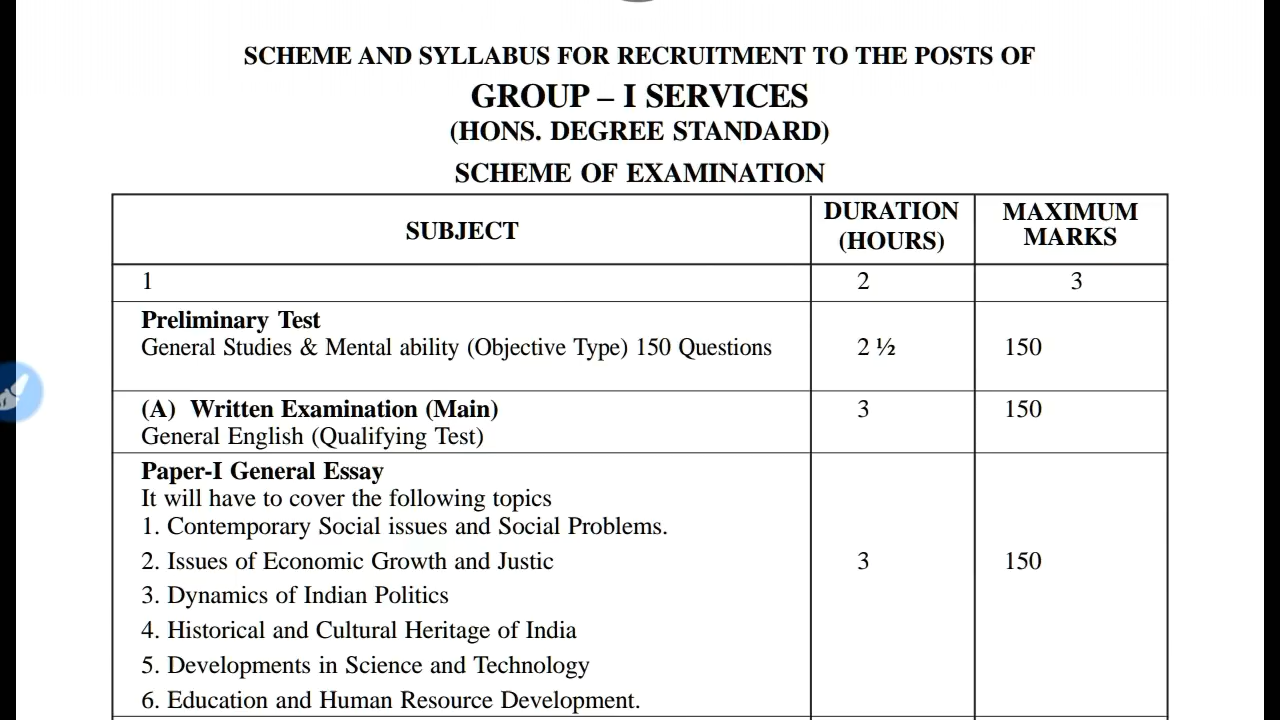 SCHEME AND SYLLABUS FOR RECRUITMENT TO THE POSTS OF
GROUP – I SERVICES
(HONS. DEGREE STANDARD)
SCHEME OF EXAMINATION
SUBJECT
DURATION
(HOURS)
MAXIMUM
MARKS
1 2 3
Preliminary Test
General Studies & Mental ability (Objective Type) 150 Questions 2 ½ 150
(A) Written Examination (Main) 3 150
General English (Qualifying Test)
Paper-I General Essay
It will have to cover the following topics
1. Contemporary Social issues and Social Problems.
2. Issues of Economic Growth and Justic 3 150
3. Dynamics of Indian Politics
4. Historical and Cultural Heritage of India
5. Developments in Science and Technology
6. Education and Human Resource Development.